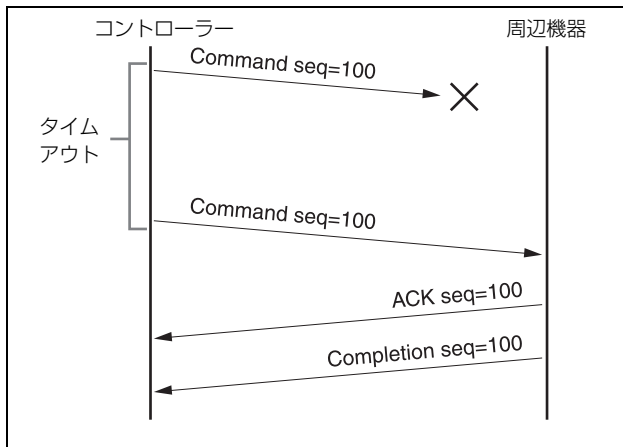 コントローラー
周辺機器
Command seq=100
タイム
アウト
Command seq=100
ACK seq=100
Completion seq=100